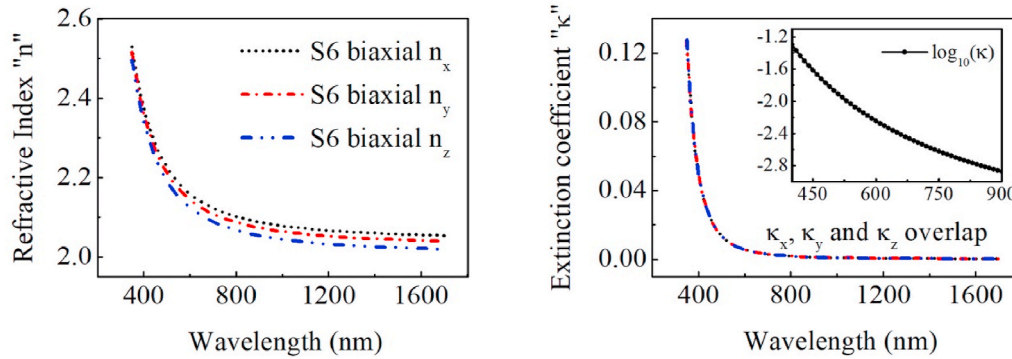 Refractive Index "n"
2.6
2.4
2.2
2.0
S6 biaxial n_x
S6 biaxial n_y
S6 biaxial n_z
400 800 1200 1600
Wavelength (nm)
Extinction coefficient "κ"
0.12
0.08
0.04
0.00
-1.2
-1.6
-2.0
-2.4
-2.8
log₁₀(κ)
450 600 750 900
κ_x, κ_y and κ_z overlap
400 800 1200 1600
Wavelength (nm)